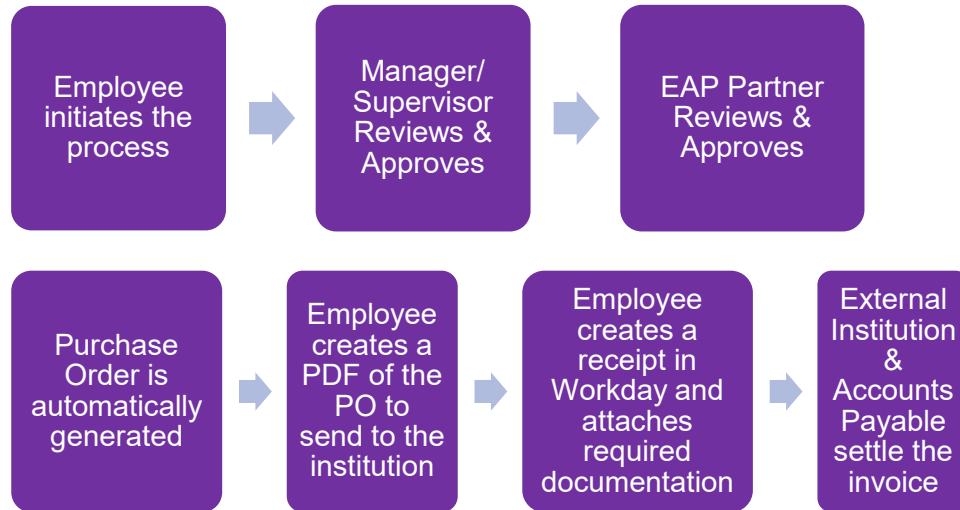 Employee
initiates the
process
Manager/
Supervisor
Reviews &
Approves
EAP Partner
Reviews &
Approves
Purchase
Order is
automatically
generated
Employee
creates a
PDF of the
PO to
send to the
institution
Employee
creates a
receipt in
Workday and
attaches
required
documentation
External
Institution
&
Accounts
Payable
settle the
invoice